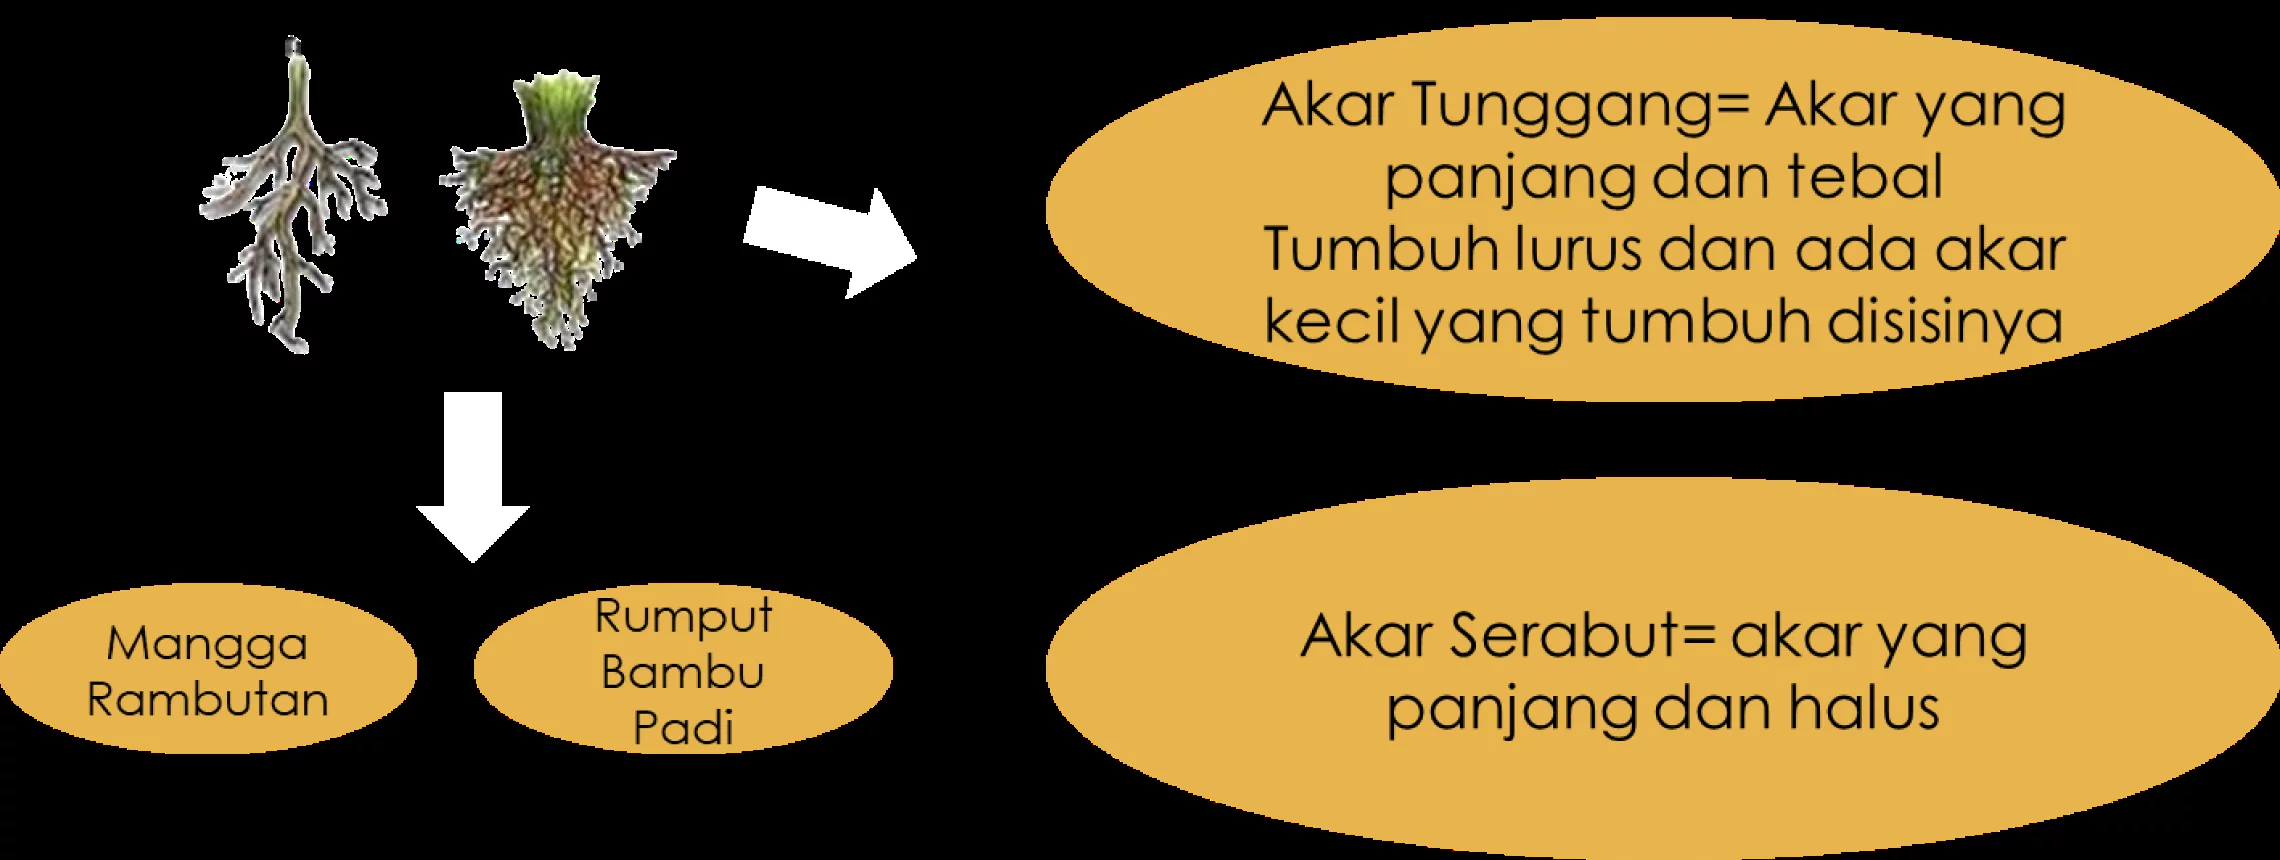 Akar Tunggang= Akar yang
panjang dan tebal
Tumbuh lurus dan ada akar
kecil yang tumbuh disisinya
Mangga
Rambutan
Rumput
Bambu
Padi
Akar Serabut= akar yang
panjang dan halus